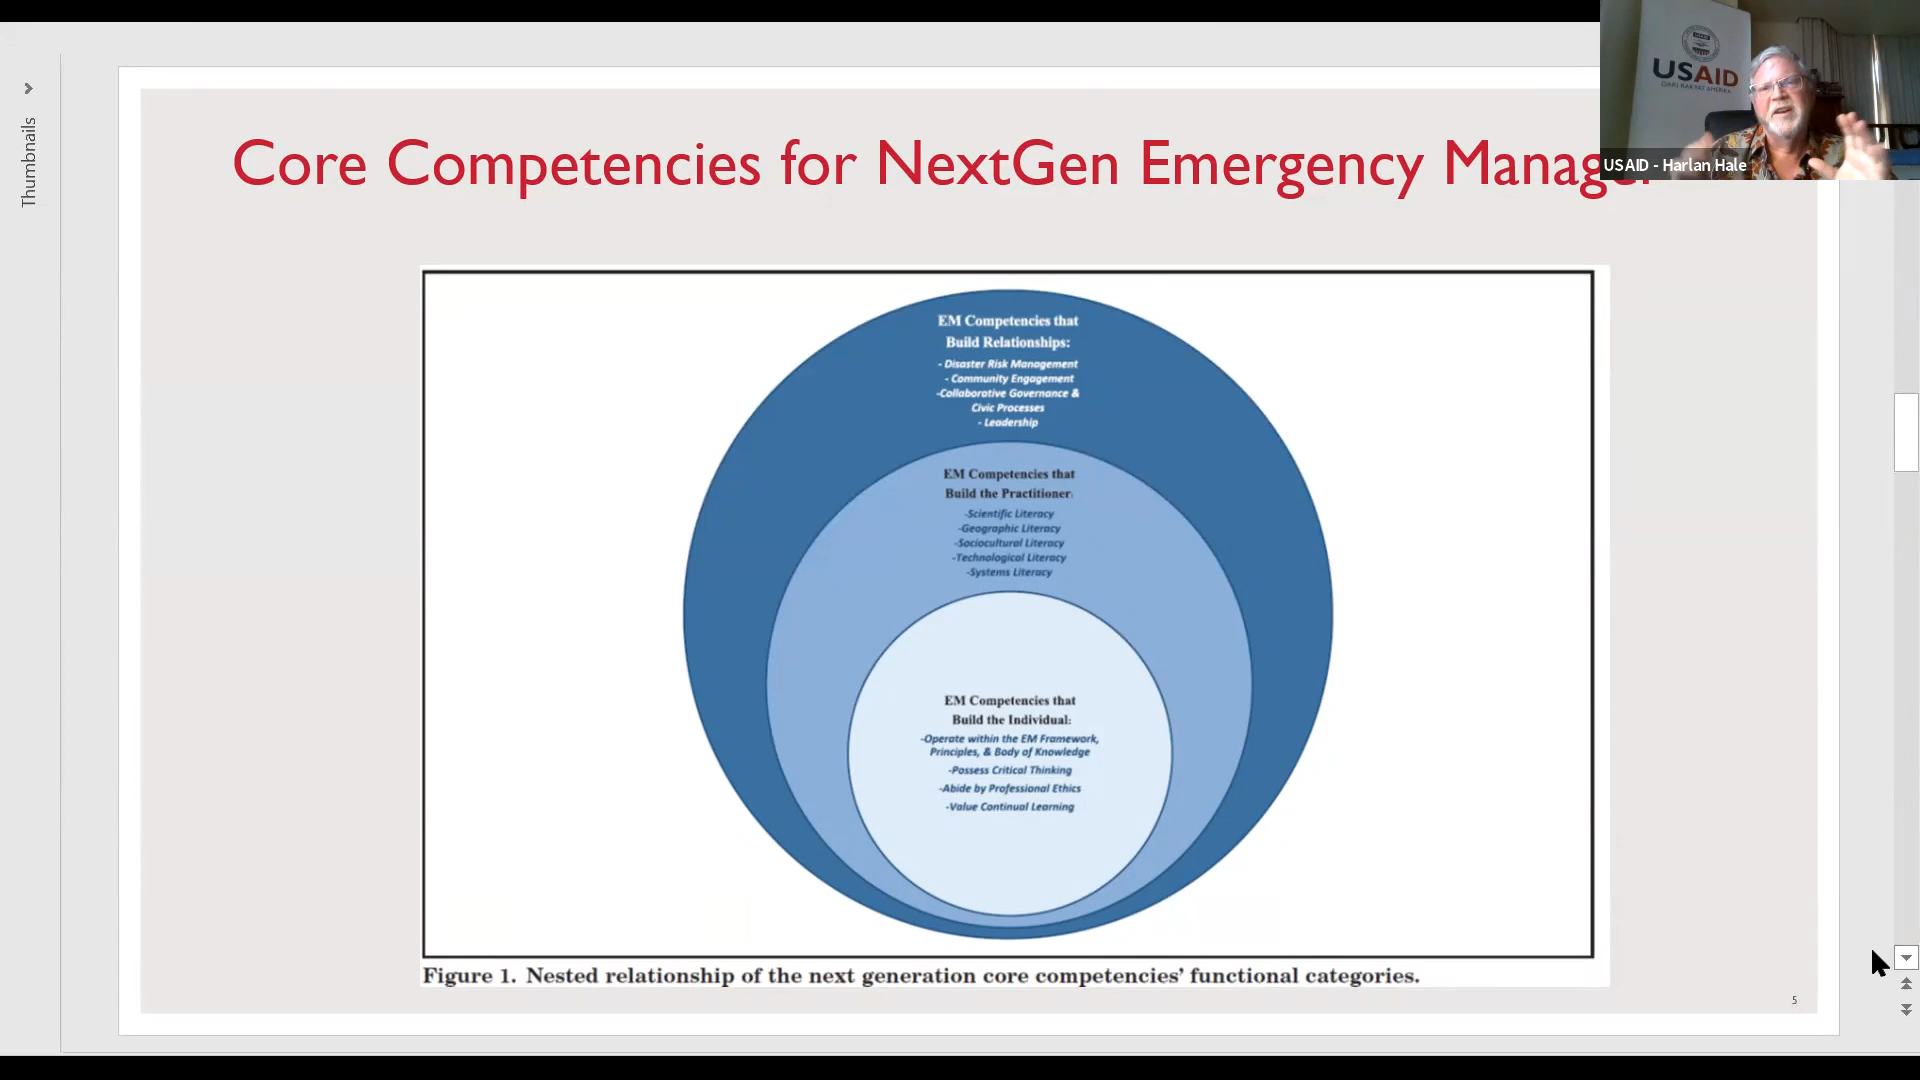 Thumbnails
Core Competencies for NextGen Emergency Manager
USAID
DARI RAKYAT AMERIKA
USAID - Harlan Hale
EM Competencies that
Build Relationships:
- Disaster Risk Management
- Community Engagement
-Collaborative Governance &
Civic Processes
- Leadership
EM Competencies that
Build the Practitioner:
-Scientific Literacy
-Geographic Literacy
-Sociocultural Literacy
-Technological Literacy
-Systems Literacy
EM Competencies that
Build the Individual:
-Operate within the EM Framework,
Principles, & Body of Knowledge
-Possess Critical Thinking
-Abide by Professional Ethics
-Value Continual Learning
Figure 1. Nested relationship of the next generation core competencies' functional categories.
5